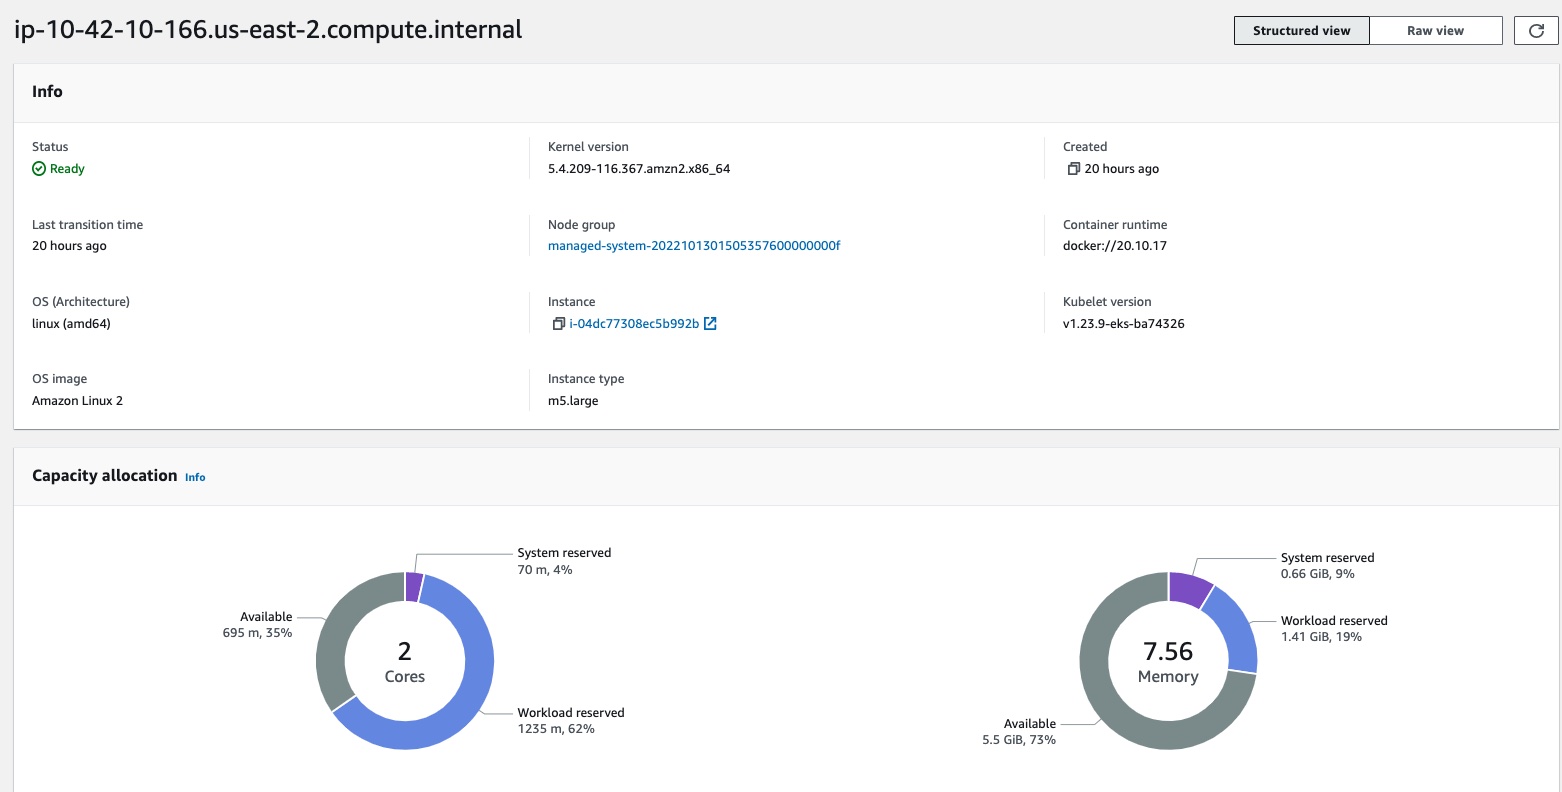 ip-10-42-10-166.us-east-2.compute.internal
Structured view
Raw view
Info
Status
Ready
Kernel version
5.4.209-116.367.amzn2.x86_64
Created
20 hours ago
Last transition time
20 hours ago
Node group
managed-system-2022101301505357600000000f
Container runtime
docker://20.10.17
OS (Architecture)
linux (amd64)
Instance
i-04dc77308ec5b992b
Kubelet version
v1.23.9-eks-ba74326
OS image
Amazon Linux 2
Instance type
m5.large
Capacity allocation Info
System reserved
70 m, 4%
Available
695 m, 35%
2
Cores
Workload reserved
1235 m, 62%
System reserved
0.66 GiB, 9%
Workload reserved
1.41 GiB, 19%
7.56
Memory
Available
5.5 GiB, 73%